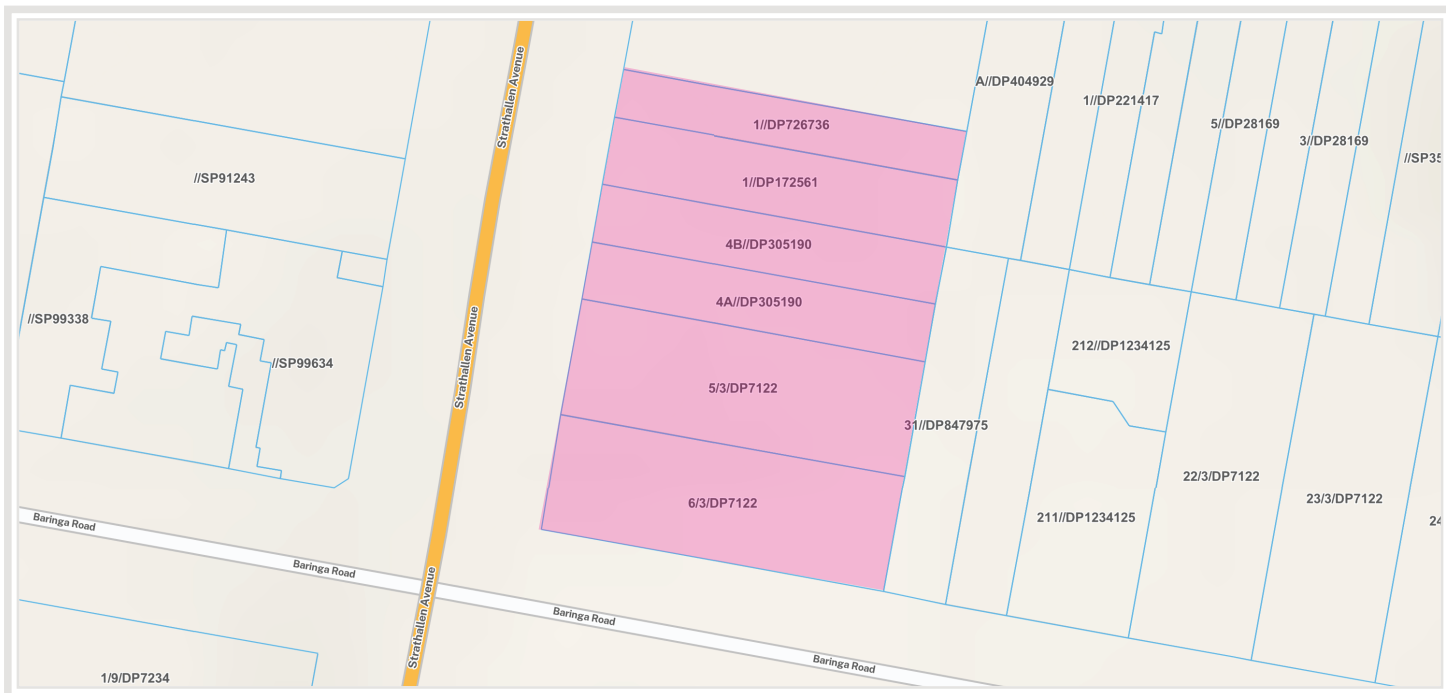 Strathallen Avenue
A//DP404929
1//DP221417
5//DP28169
3//DP28169
//SP35
1//DP726736
//SP91243
1//DP172561
4B//DP305190
4A//DP305190
//SP99338
//SP99634
Strathallen Avenue
212//DP1234125
5/3/DP7122
31//DP847975
22/3/DP7122
6/3/DP7122
23/3/DP7122
211//DP1234125
24
Baringa Road
Baringa Road
Strathallen Avenue
Baringa Road
Baringa Road
1/9/DP7234